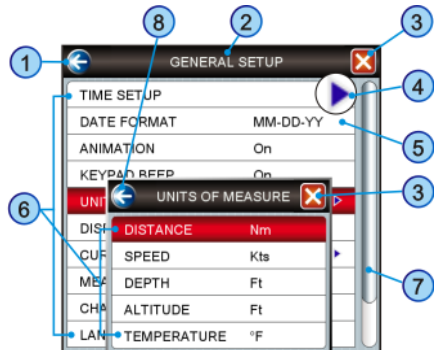 8
2
3
1
GENERAL SETUP
TIME SETUP
4
DATE FORMAT MM-DD-YY
5
ANIMATION On
KEYPAD BEEP On
6
UNITS OF MEASURE
3
DISTANCE Nm
SPEED Kts
DEPTH Ft
7
ALTITUDE Ft
TEMPERATURE °F